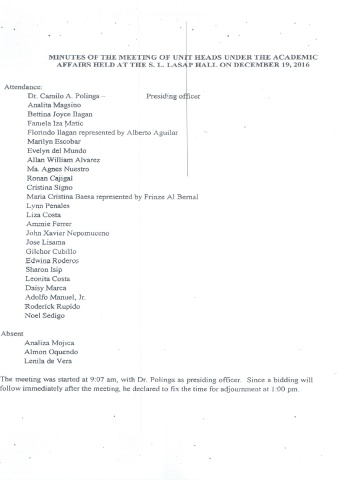 MINUTES OF THE MEETING OF UNIT HEADS UNDER THE ACADEMIC
AFFAIRS HELD AT THE S. L. LASAP HALL ON DECEMBER 19, 2016
Attendance:
Dr. Camilo A. Polinga – Presiding officer
Analita Magsino
Bettina Joyce Ilagan
Pamela Iza Matic
Florindo Ilagan represented by Alberto Aguilar
Marilyn Escobar
Evelyn del Mundo
Allan William Alvarez
Ma. Agnes Nuestro
Ronan Cajigal
Cristina Signo
Maria Cristina Baesa represented by Frinze Al Bernal
Lynn Penales
Liza Costa
Ammie Ferrer
John Xavier Nepomuceno
Jose Lisama
Gilchor Cubillo
Edwina Roderos
Sharon Isip
Leonita Costa
Daisy Marca
Adolfo Manuel, Jr.
Roderick Rupido
Noel Sedigo
Absent
Analiza Mojica
Almon Oquendo
Lenila de Vera
The meeting was started at 9:07 am, with Dr. Polinga as presiding officer. Since a bidding will
follow immediately after the meeting, he declared to fix the time for adjournment at 1:00 pm.